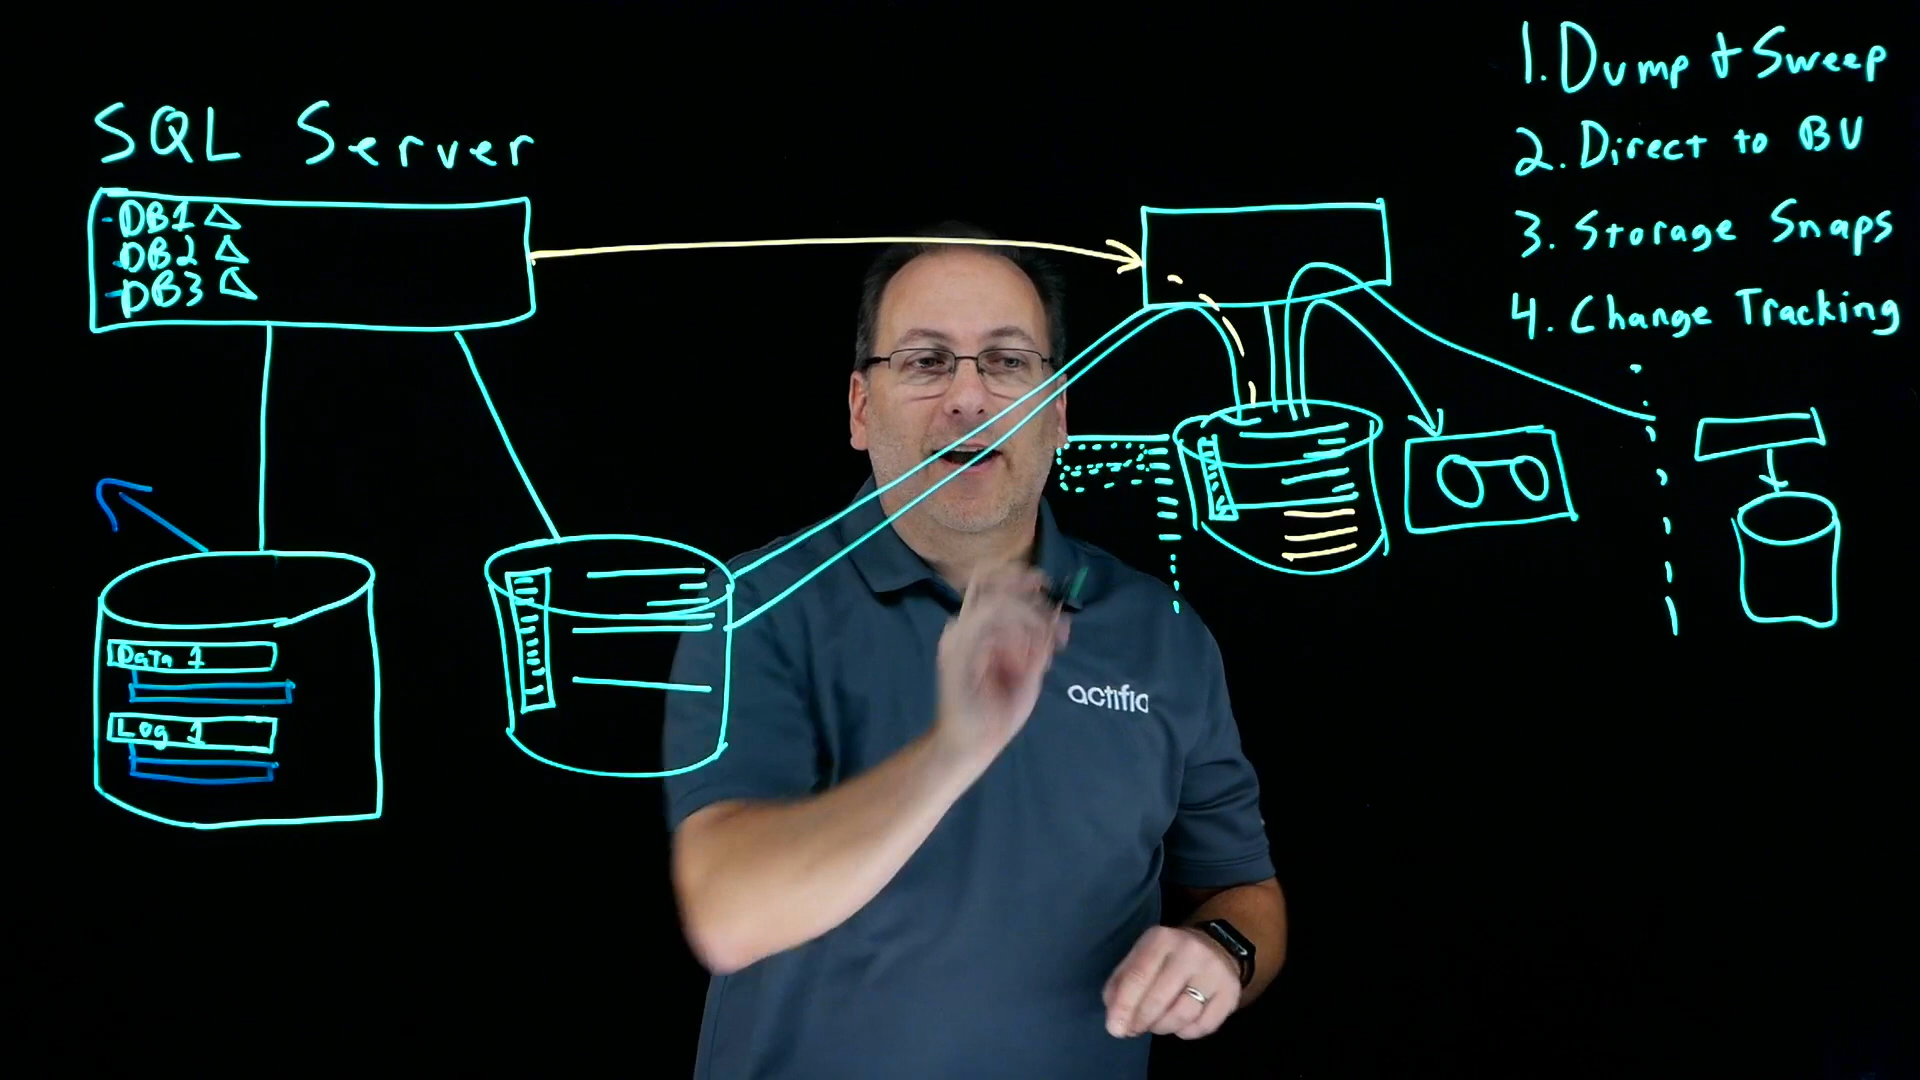 SQL Server
-DB1 △
-DB2 △
-DB3 △
Data 1
Log 1
1. Dump + Sweep
2. Direct to BV
3. Storage Snaps
4. Change Tracking
actifio